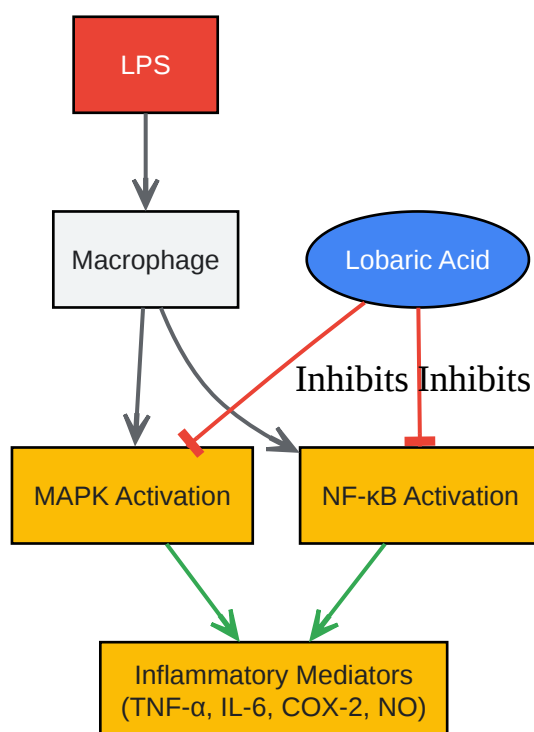 LPS
Macrophage
Lobaric Acid
Inhibits
Inhibits
MAPK Activation
NF-κB Activation
Inflammatory Mediators
(TNF-α, IL-6, COX-2, NO)